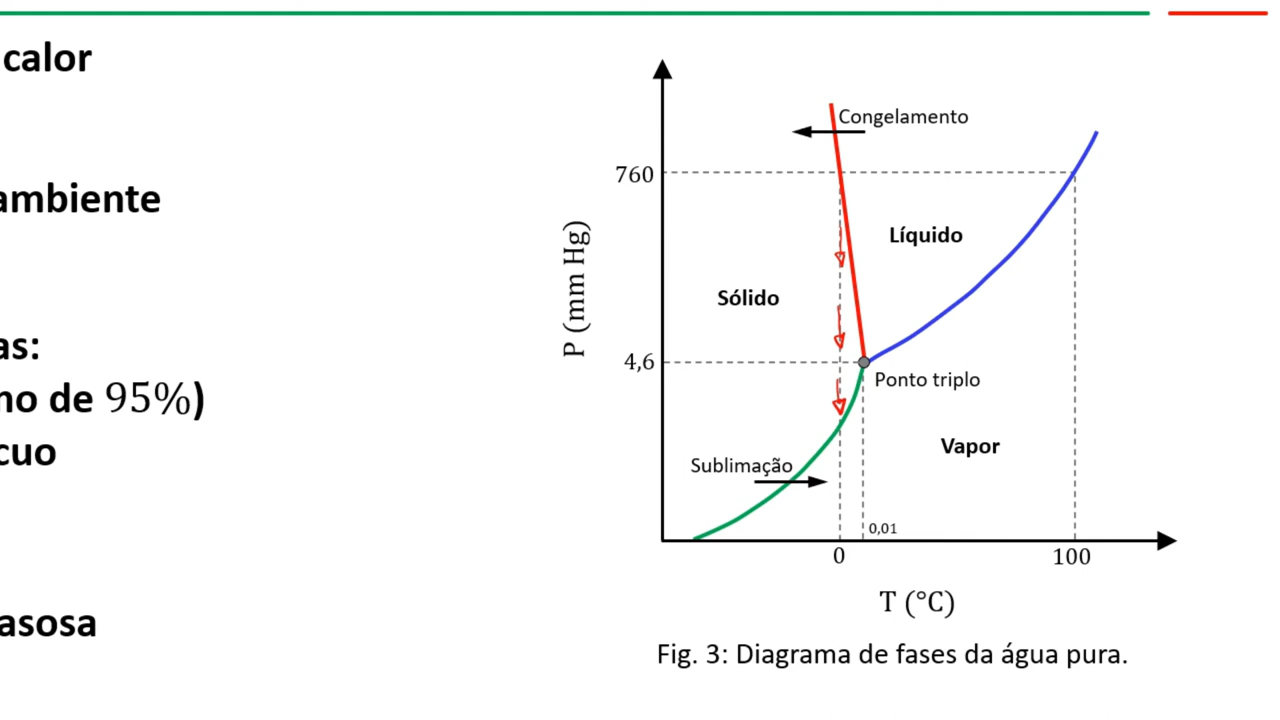 calor
ambiente
as:
no de 95%)
cuo
asosa
Congelamento
760
Líquido
P (mm Hg)
Sólido
4,6
Ponto triplo
Vapor
Sublimação
0,01
0
100
T (°C)
Fig. 3: Diagrama de fases da água pura.